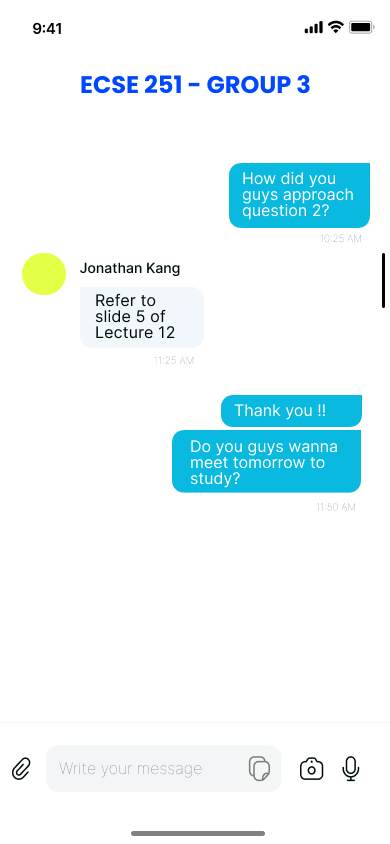 9:41
ECSE 251 - GROUP 3
How did you
guys approach
question 2?
10:25 AM
Jonathan Kang
Refer to
slide 5 of
Lecture 12
11:25 AM
Thank you !!
Do you guys wanna
meet tomorrow to
study?
11:50 AM
Write your message